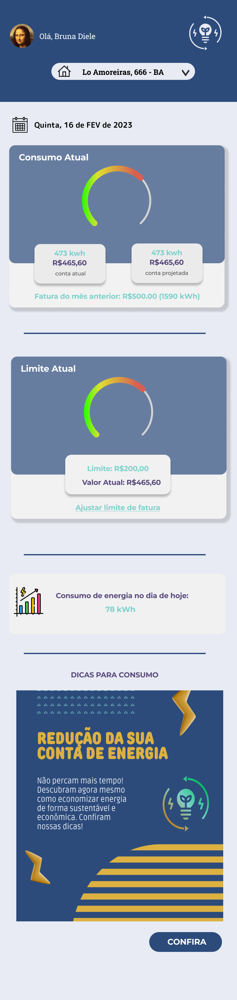 Olá, Bruna Diele
Lo Amoreiras, 666 - BA
Quinta, 16 de FEV de 2023
Consumo Atual
473 kwh
R$465,60
conta atual
473 kwh
R$465,60
conta projetada
Fatura do mês anterior: R$500.00 (1590 kWh)
Limite Atual
Limite: R$200,00
Valor Atual: R$465,60
Ajustar limite de fatura
Consumo de energia no dia de hoje:
78 kWh
DICAS PARA CONSUMO
REDUÇÃO DA SUA
CONTA DE ENERGIA
Não percam mais tempo!
Descubram agora mesmo
como economizar energia
de forma sustentável e
econômica. Confiram
nossas dicas!
CONFIRA